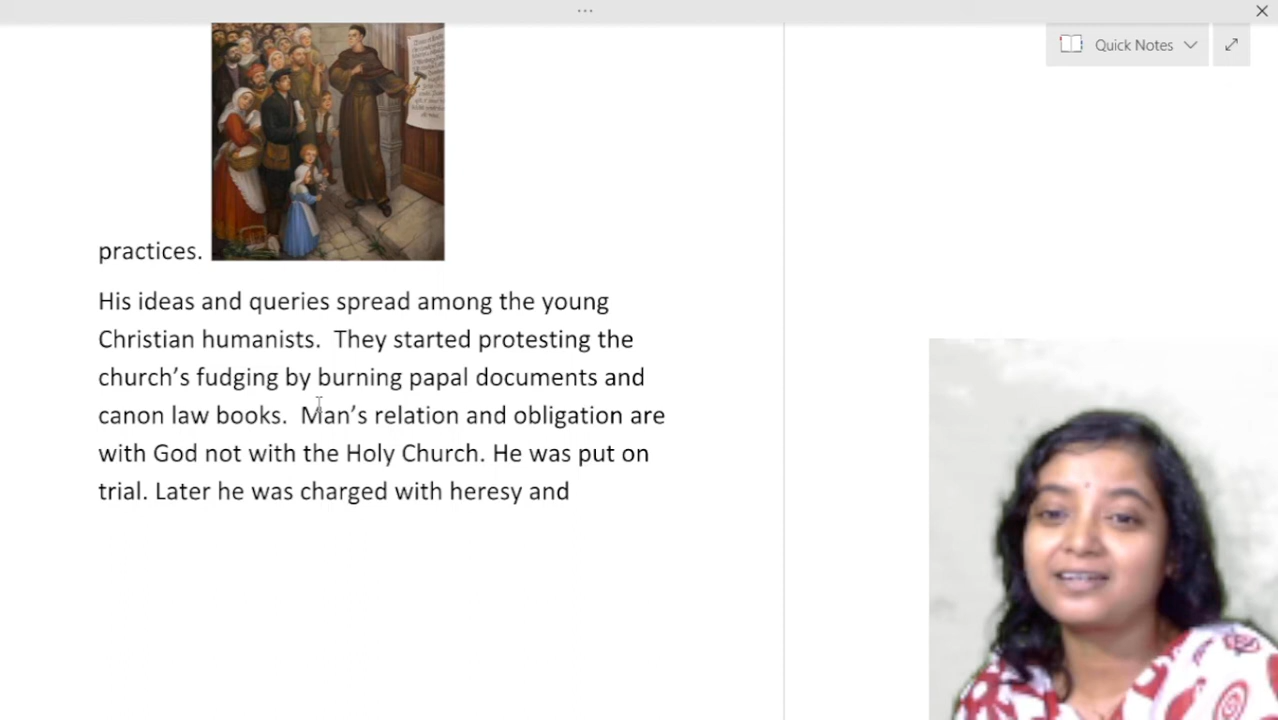 Quick Notes
practices.
His ideas and queries spread among the young
Christian humanists.  They started protesting the
church’s fudging by burning papal documents and
canon law books.  Man’s relation and obligation are
with God not with the Holy Church. He was put on
trial. Later he was charged with heresy and